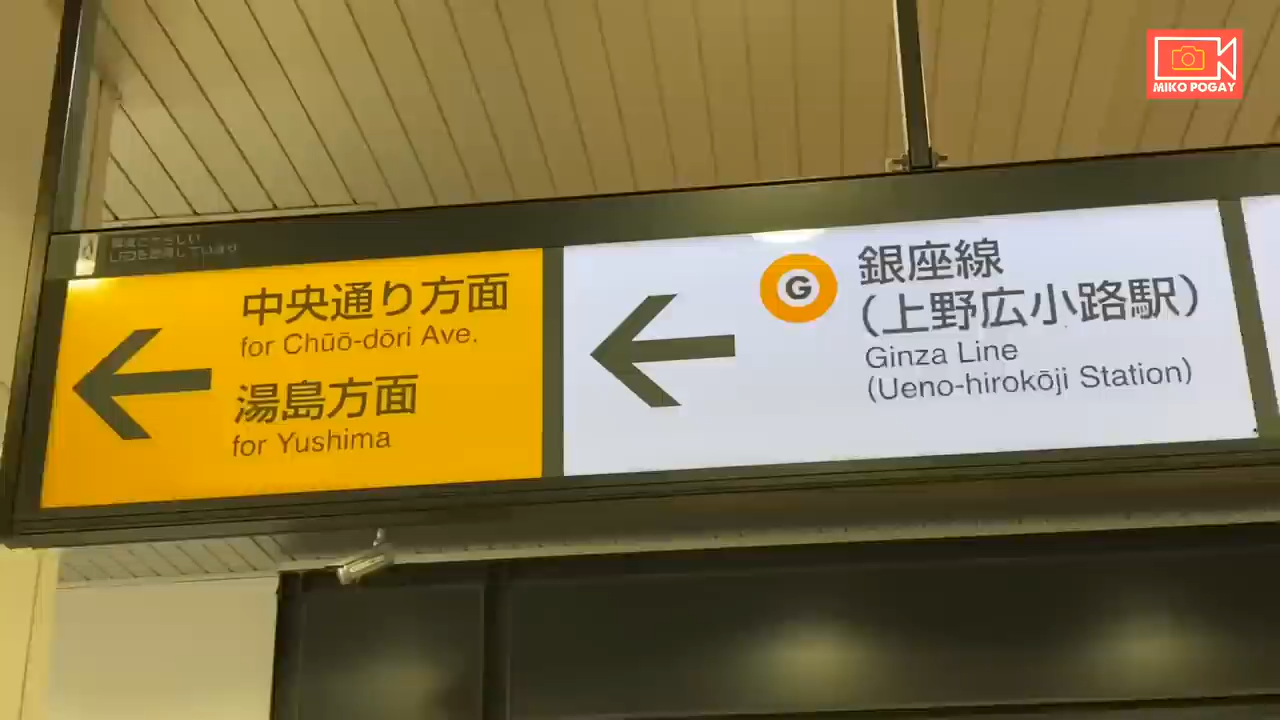 MIKO POGAY
中央通り方面
for Chūō-dōri Ave.
湯島方面
for Yushima
G
銀座線
(上野広小路駅)
Ginza Line
(Ueno-hirokōji Station)